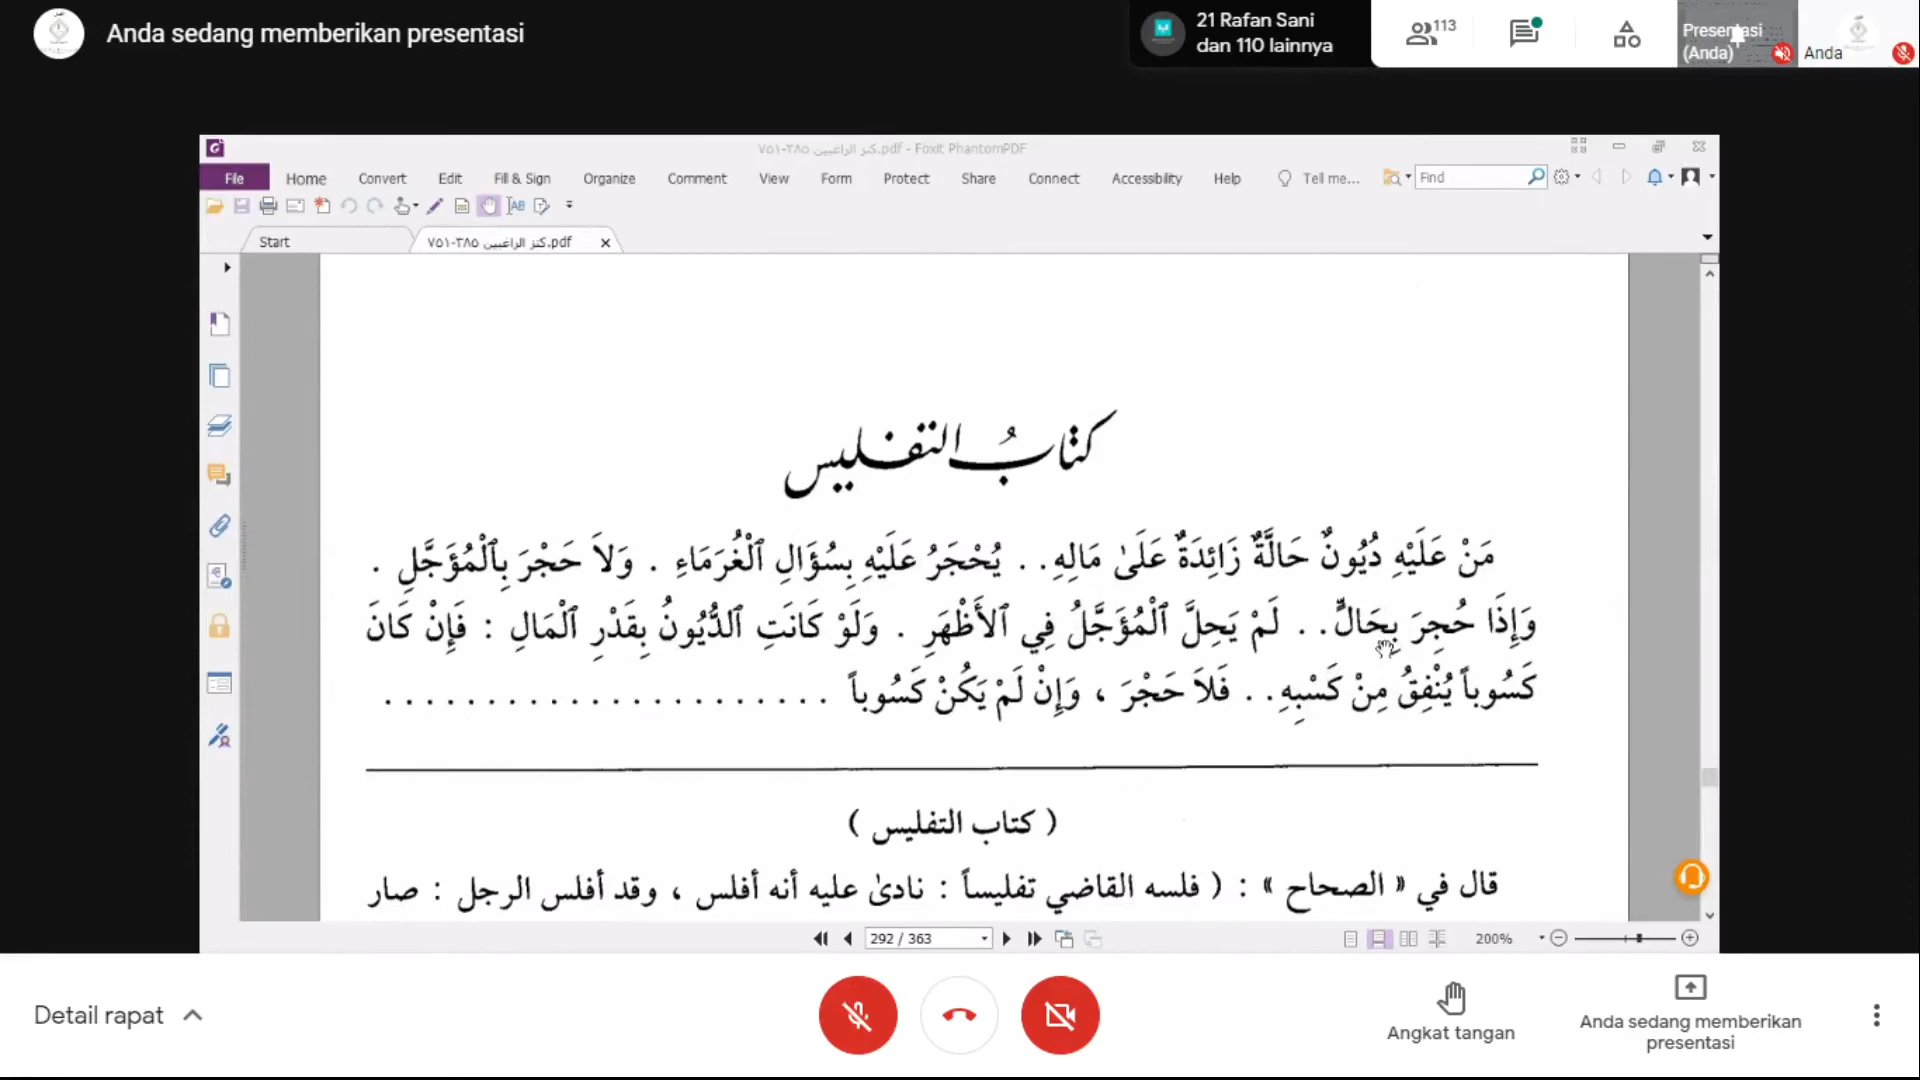 Anda sedang memberikan presentasi
21 Rafan Sani
dan 110 lainnya
113
Presentasi
(Anda)
Anda
كنز الراغبين ٣٨٥-٧٥١.pdf - Foxit PhantomPDF
File Home Convert Edit Fill & Sign Organize Comment View Form Protect Share Connect Accessibility Help Tell me... Find
Start
كنز الراغبين ٣٨٥-٧٥١.pdf
كتابُ التفليس
مَنْ عَلَيْهِ دُيُونٌ حَالَّةٌ زَائِدَةٌ عَلَىٰ مَالِهِ. . يُحْجَرُ عَلَيْهِ بِسُؤَالِ ٱلْغُرَمَاءِ . وَلاَ حَجْرَ بِٱلْمُؤَجَّلِ .
وَإِذَا حُجِرَ بِحَالٍّ. . لَمْ يَحِلَّ ٱلْمُؤَجَّلُ فِي ٱلأَظْهَرِ . وَلَوْ كَانَتِ ٱلدُّيُونُ بِقَدْرِ ٱلْمَالِ : فَإِنْ كَانَ
كَسُوباً يُنْفِقُ مِنْ كَسْبِهِ. . فَلاَ حَجْرَ ، وَإِنْ لَمْ يَكُنْ كَسُوباً . . . . . . . . . . . . . . . . . . . . . .
( كتاب التفليس )
قال في « الصحاح » : ( فلسه القاضي تفليساً : نادىٰ عليه أنه أفلس ، وقد أفلس الرجل : صار
292 / 363
200%
Detail rapat
Angkat tangan
Anda sedang memberikan
presentasi